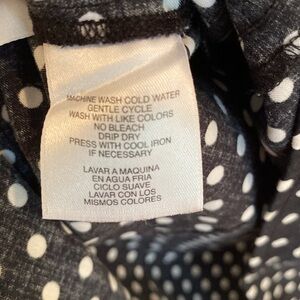 MACHINE WASH COLD WATER
GENTLE CYCLE
WASH WITH LIKE COLORS
NO BLEACH
DRIP DRY
PRESS WITH COOL IRON
IF NECESSARY
LAVAR A MAQUINA
EN AGUA FRIA
CICLO SUAVE
LAVAR CON LOS
MISMOS COLORES